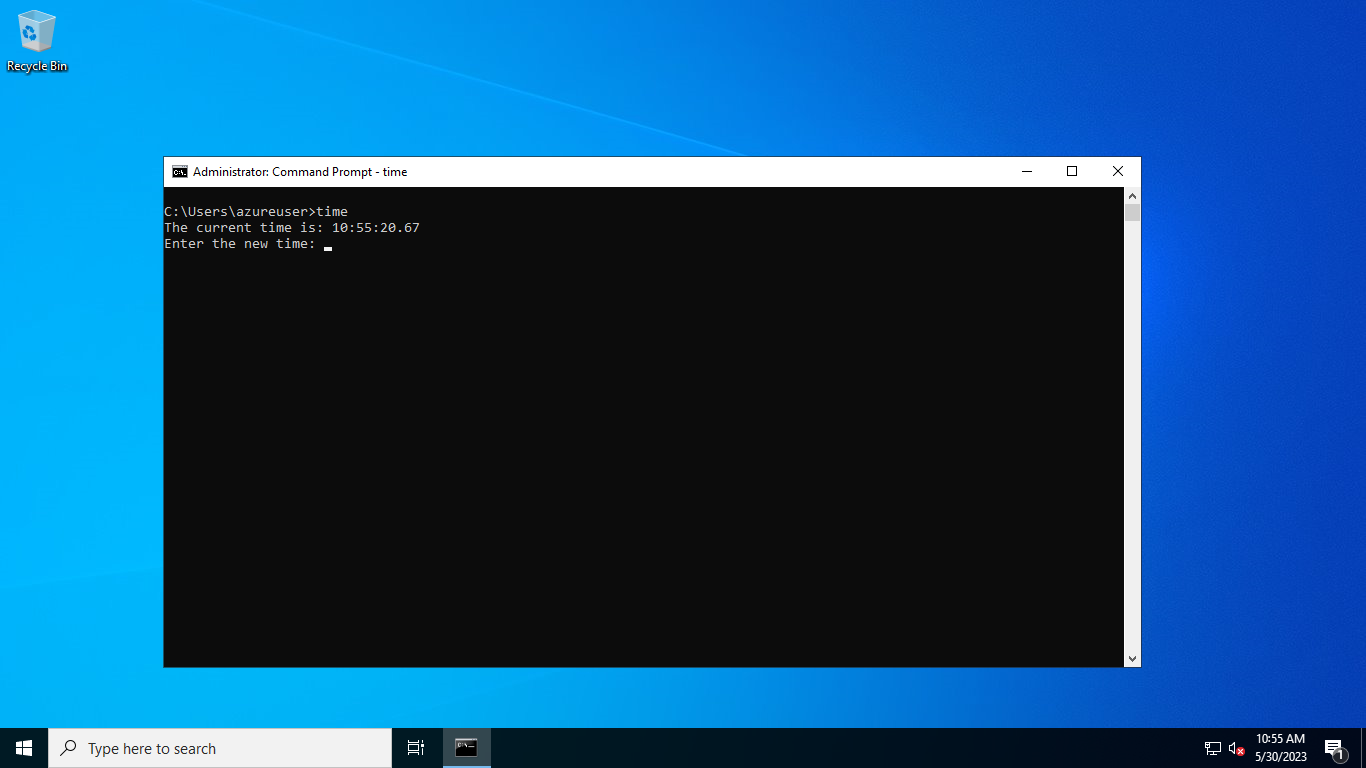 Recycle Bin
Administrator: Command Prompt - time
C:\Users\azureuser>time
The current time is: 10:55:20.67
Enter the new time:
Type here to search
10:55 AM
5/30/2023
1